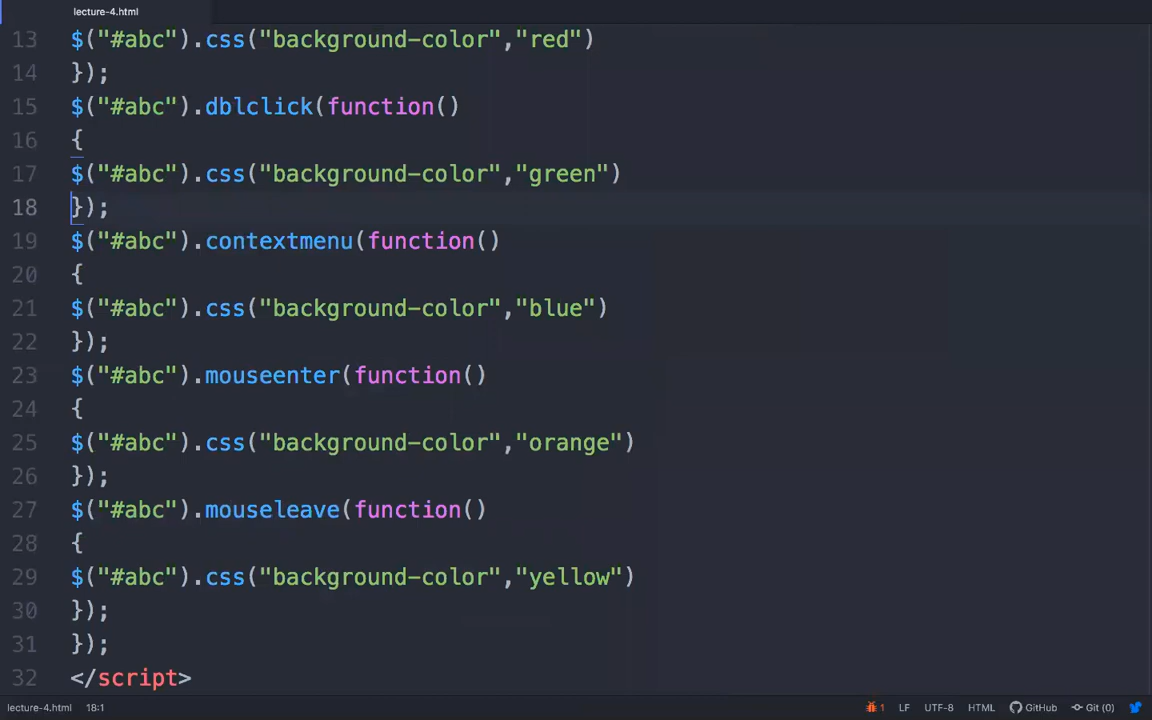 lecture-4.html
13 $("#abc").css("background-color","red")
14 });
15 $("#abc").dblclick(function()
16 {
17 $("#abc").css("background-color","green")
18 });
19 $("#abc").contextmenu(function()
20 {
21 $("#abc").css("background-color","blue")
22 });
23 $("#abc").mouseenter(function()
24 {
25 $("#abc").css("background-color","orange")
26 });
27 $("#abc").mouseleave(function()
28 {
29 $("#abc").css("background-color","yellow")
30 });
31 });
32 </script>
lecture-4.html 18:1 1 LF UTF-8 HTML GitHub Git (0)